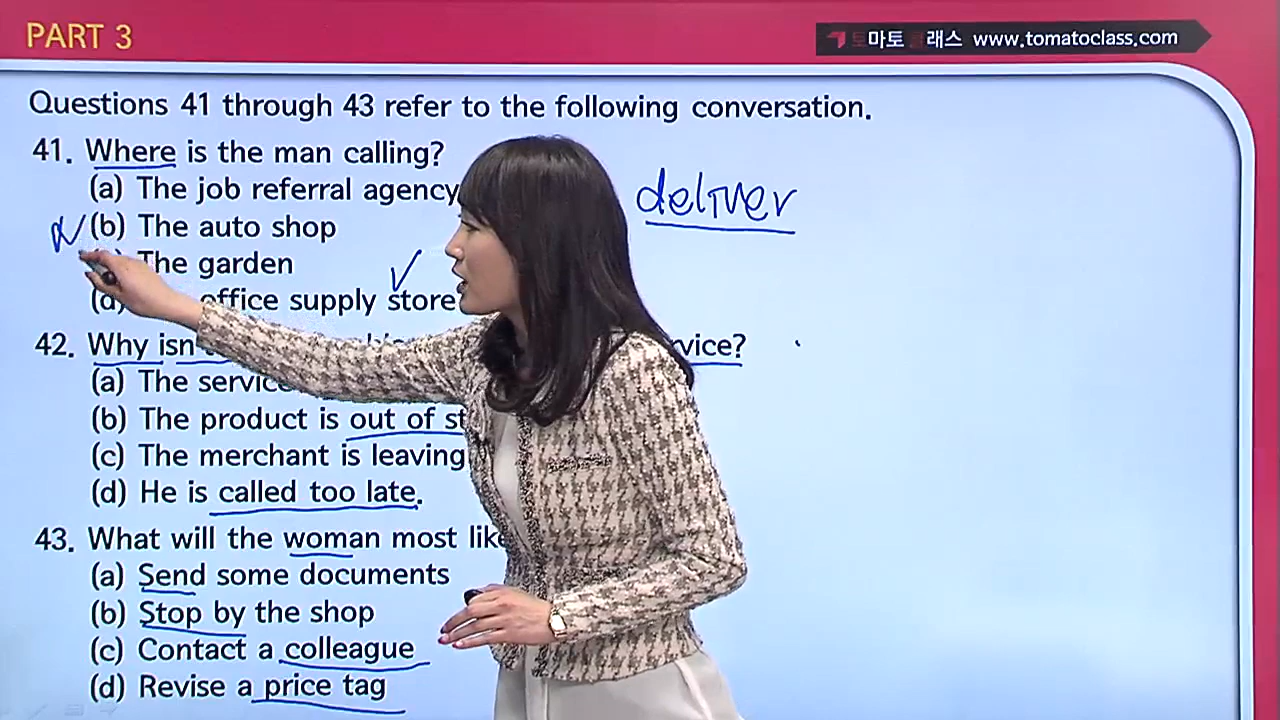 PART 3
토마토클래스 www.tomatoclass.com
Questions 41 through 43 refer to the following conversation.
41. Where is the man calling?
(a) The job referral agency
deliver
(b) The auto shop
The garden
(d) office supply store
42. Why isn
(a) The service
(b) The product is out of st
(c) The merchant is leaving
(d) He is called too late.
43. What will the woman most like
(a) Send some documents
(b) Stop by the shop
(c) Contact a colleague
(d) Revise a price tag